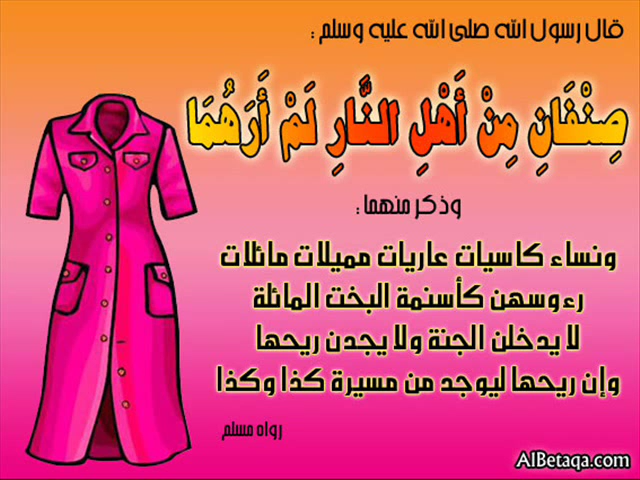 قال رسول الله صلى الله عليه وسلم :
صِنْفَانِ مِنْ أَهْلِ النَّارِ لَمْ أَرَهُمَا
وذكر منهما :
ونساء كاسيات عاريات مميلات مائلات
رءوسهن كأسنمة البخت المائلة
لا يدخلن الجنة ولا يجدن ريحها
وإن ريحها ليوجد من مسيرة كذا وكذا
رواه مسلم
AlBetaqa.com